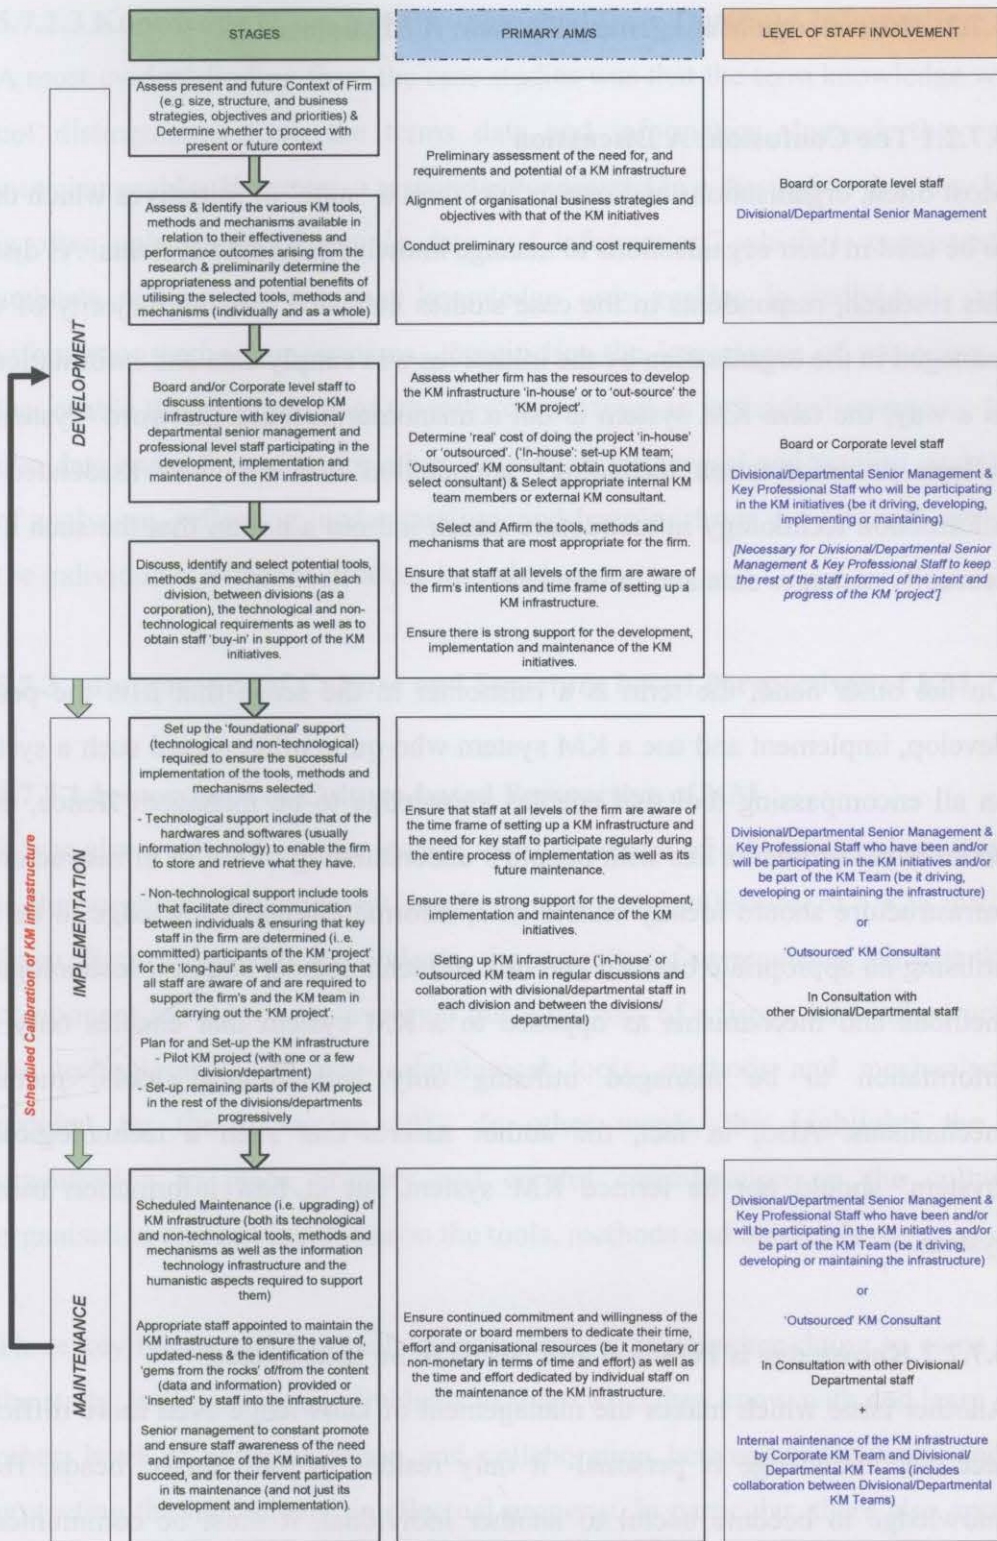 STAGES
PRIMARY AIM/S
LEVEL OF STAFF INVOLVEMENT
DEVELOPMENT
Assess present and future Context of Firm
(e.g. size, structure, and business
strategies, objectives and priorities) &
Determine whether to proceed with
present or future context
Assess & Identify the various KM tools,
methods and mechanisms available in
relation to their effectiveness and
performance outcomes arising from the
research & preliminarily determine the
appropriateness and potential benefits of
utilising the selected tools, methods and
mechanisms (individually and as a whole)
Preliminary assessment of the need for, and
requirements and potential of a KM infrastructure
Alignment of organisational business strategies and
objectives with that of the KM initiatives
Conduct preliminary resource and cost requirements
Board or Corporate level staff
Divisional/Departmental Senior Management
Board and/or Corporate level staff to
discuss intentions to develop KM
infrastructure with key divisional/
departmental senior management and
professional level staff participating in the
development, implementation and
maintenance of the KM infrastructure.
Discuss, identify and select potential tools,
methods and mechanisms within each
division, between divisions (as a
corporation), the technological and non-
technological requirements as well as to
obtain staff 'buy-in' in support of the KM
initiatives.
Assess whether firm has the resources to develop
the KM infrastructure 'in-house' or to 'out-source' the
'KM project'.
Determine 'real' cost of doing the project 'in-house'
or 'outsourced'. ('In-house': set-up KM team;
'Outsourced' KM consultant: obtain quotations and
select consultant) & Select appropriate internal KM
team members or external KM consultant.
Select and Affirm the tools, methods and
mechanisms that are most appropriate for the firm.
Ensure that staff at all levels of the firm are aware of
the firm's intentions and time frame of setting up a
KM infrastructure.
Ensure there is strong support for the development,
implementation and maintenance of the KM
initiatives.
Board or Corporate level staff
Divisional/Departmental Senior Management &
Key Professional Staff who will be participating
in the KM initiatives (be it driving, developing,
implementing or maintaining)
[Necessary for Divisional/Departmental Senior
Management & Key Professional Staff to keep
the rest of the staff informed of the intent and
progress of the KM 'project']
Scheduled Calibration of KM Infrastructure
IMPLEMENTATION
Set up the 'foundational' support
(technological and non-technological)
required to ensure the successful
implementation of the tools, methods and
mechanisms selected.
- Technological support include that of the
hardwares and softwares (usually
information technology) to enable the firm
to store and retrieve what they have.
- Non-technological support include tools
that facilitate direct communication
between individuals & ensuring that key
staff in the firm are determined (i..e.
committed) participants of the KM 'project'
for the 'long-haul' as well as ensuring that
all staff are aware of and are required to
support the firm's and the KM team in
carrying out the 'KM project'.
Plan for and Set-up the KM infrastructure
- Pilot KM project (with one or a few
division/department)
- Set-up remaining parts of the KM project
in the rest of the divisions/departments
progressively
Ensure that staff at all levels of the firm are aware of
the time frame of setting up a KM infrastructure and
the need for key staff to participate regularly during
the entire process of implementation as well as its
future maintenance.
Ensure there is strong support for the development,
implementation and maintenance of the KM
initiatives.
Setting up KM infrastructure ('in-house' or
'outsourced KM team in regular discussions and
collaboration with divisional/departmental staff in
each division and between the divisions/
departmental)
Divisional/Departmental Senior Management &
Key Professional Staff who have been and/or
will be participating in the KM initiatives and/or
be part of the KM Team (be it driving,
developing or maintaining the infrastructure)
or
'Outsourced' KM Consultant
In Consultation with
other Divisional/Departmental staff
MAINTENANCE
Scheduled Maintenance (i.e. upgrading) of
KM infrastructure (both its technological
and non-technological tools, methods and
mechanisms as well as the information
technology infrastructure and the
humanistic aspects required to support
them)
Appropriate staff appointed to maintain the
KM infrastructure to ensure the value of,
updated-ness & the identification of the
'gems from the rocks' of/from the content
(data and information) provided or
'inserted' by staff into the infrastructure.
Senior management to constant promote
and ensure staff awareness of the need
and importance of the KM initiatives to
succeed, and for their fervent participation
in its maintenance (and not just its
development and implementation).
Ensure continued commitment and willingness of the
corporate or board members to dedicate their time,
effort and organisational resources (be it monetary or
non-monetary in terms of time and effort) as well as
the time and effort dedicated by individual staff on
the maintenance of the KM infrastructure.
Divisional/Departmental Senior Management &
Key Professional Staff who have been and/or
will be participating in the KM initiatives and/or
be part of the KM Team (be it driving,
developing or maintaining the infrastructure)
or
'Outsourced' KM Consultant
In Consultation with other Divisional/
Departmental staff
Internal maintenance of the KM infrastructure
by Corporate KM Team and Divisional/
Departmental KM Teams (includes
collaboration between Divisional/Departmental
KM Teams)